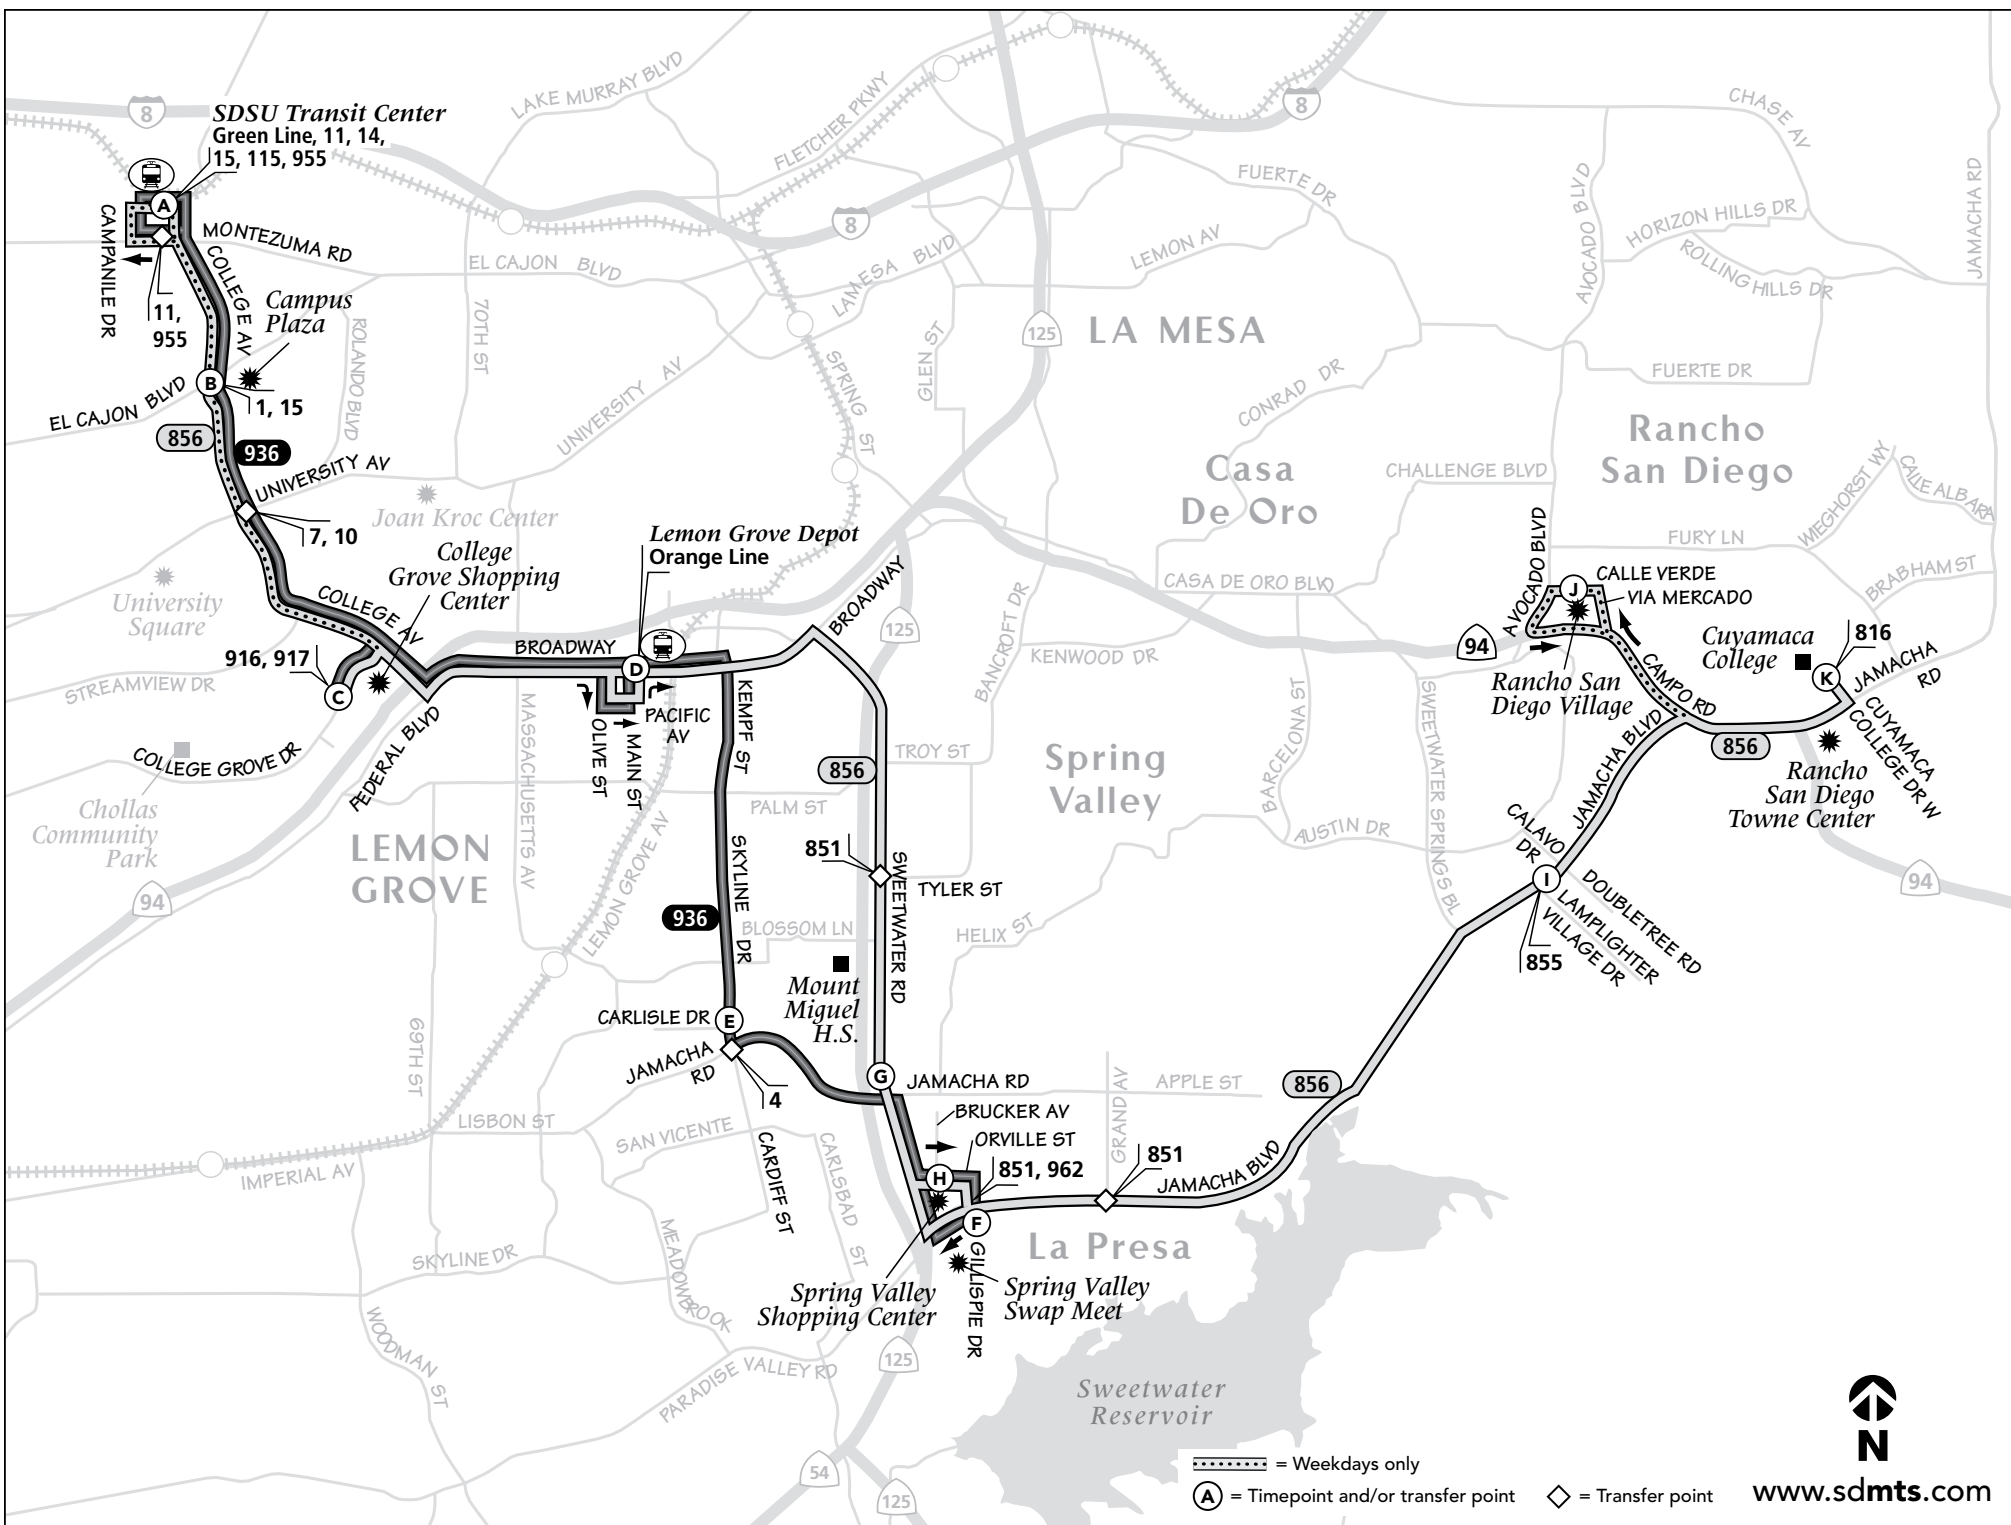 8
LAKE MURRAY BLVD
FLETCHER PKWY
8
CHASE AV
SDSU Transit Center
Green Line, 11, 14,
15, 115, 955
A
CAMPANILE DR
MONTEZUMA RD
COLLEGE AV
11,
955
EL CAJON BLVD
8
LA MESA BLVD
FUERTE DR
LEMON AV
AVOCADO BLVD
HORIZON HILLS DR
ROLLING HILLS DR
JAMACHA RD
Campus
Plaza
ROLANDO BLVD
70TH ST
SPRING ST
GLEN ST
125
LA MESA
FUERTE DR
B
EL CAJON BLVD
1, 15
856
936
UNIVERSITY AV
UNIVERSITY AV
CONRAD DR
Rancho
San Diego
Casa
De Oro
CHALLENGE BLVD
WIEGHORST WY
CALLE ALBARA
7, 10
Joan Kroc Center
College
Grove Shopping
Center
Lemon Grove Depot
Orange Line
FURY LN
BRABHAM ST
University
Square
COLLEGE AV
BROADWAY
BROADWAY
125
BANCROFT DR
CASA DE ORO BLVD
KENWOOD DR
AVOCADO BLVD
J
CALLE VERDE
VIA MERCADO
94
Rancho San
Diego Village
Cuyamaca
College
816
K
JAMACHA
RD
CAMPO RD
CUYAMACA
COLLEGE DR W
916, 917
C
D
STREAMVIEW DR
COLLEGE GROVE DR
FEDERAL BLVD
MASSACHUSETTS AV
OLIVE ST
MAIN ST
PACIFIC
AV
KEMPF ST
TROY ST
856
PALM ST
Spring
Valley
BARCELONA ST
SWEETWATER SPRINGS BL
AUSTIN DR
JAMACHA BLVD
856
Rancho
San Diego
Towne Center
Chollas
Community
Park
LEMON
GROVE
94
LEMON GROVE AV
SKYLINE DR
936
851
SWEETWATER RD
TYLER ST
BLOSSOM LN
HELIX ST
CALAVO
DR
I
DOUBLETREE RD
LAMPLIGHTER
VILLAGE DR
855
94
Mount
Miguel
H.S.
CARLISLE DR
E
JAMACHA
RD
4
69TH ST
LISBON ST
IMPERIAL AV
SAN VICENTE
CARDIFF ST
CARLSBAD ST
G
JAMACHA RD
BRUCKER AV
ORVILLE ST
H
851, 962
F
GRAND AV
APPLE ST
856
851
JAMACHA BLVD
La Presa
GILLISPIE DR
Spring Valley
Shopping Center
Spring Valley
Swap Meet
SKYLINE DR
MEADOWBROOK
WOODMAN ST
PARADISE VALLEY RD
125
54
125
Sweetwater
Reservoir
N
= Weekdays only
A = Timepoint and/or transfer point
= Transfer point
www.sdmts.com